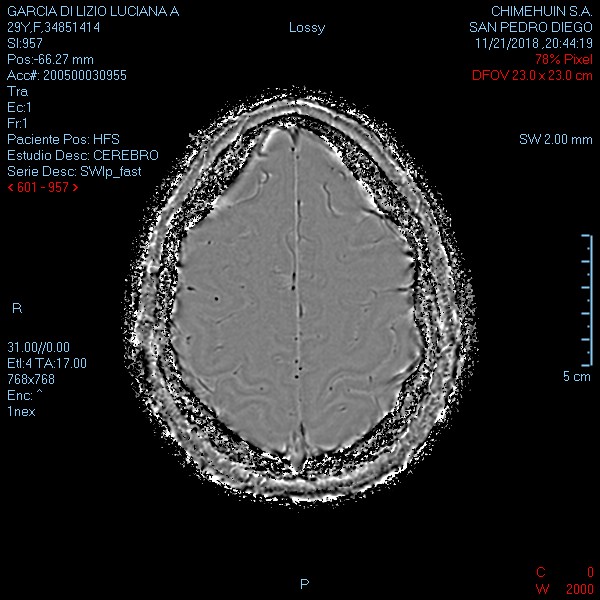 GARCIA DI LIZIO LUCIANA A
29Y,F,34851414
SI:957
Pos:-66.27 mm
Acc#: 200500030955
Tra
Ec:1
Fr:1
Paciente Pos: HFS
Estudio Desc: CEREBRO
Serie Desc: SWIp_fast
< 601 - 957 >
Lossy
CHIMEHUIN S.A.
SAN PEDRO DIEGO
11/21/2018 ,20:44:19
78% Pixel
DFOV 23.0 x 23.0 cm
SW 2.00 mm
R
31.00//0.00
Etl:4 TA:17.00
768x768
Enc: ^
1nex
5 cm
P
C 0
W 2000